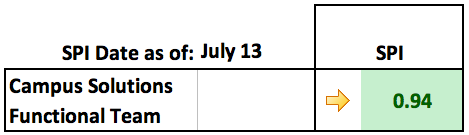 SPI Date as of: July 13 SPI
Campus Solutions
Functional Team 0.94